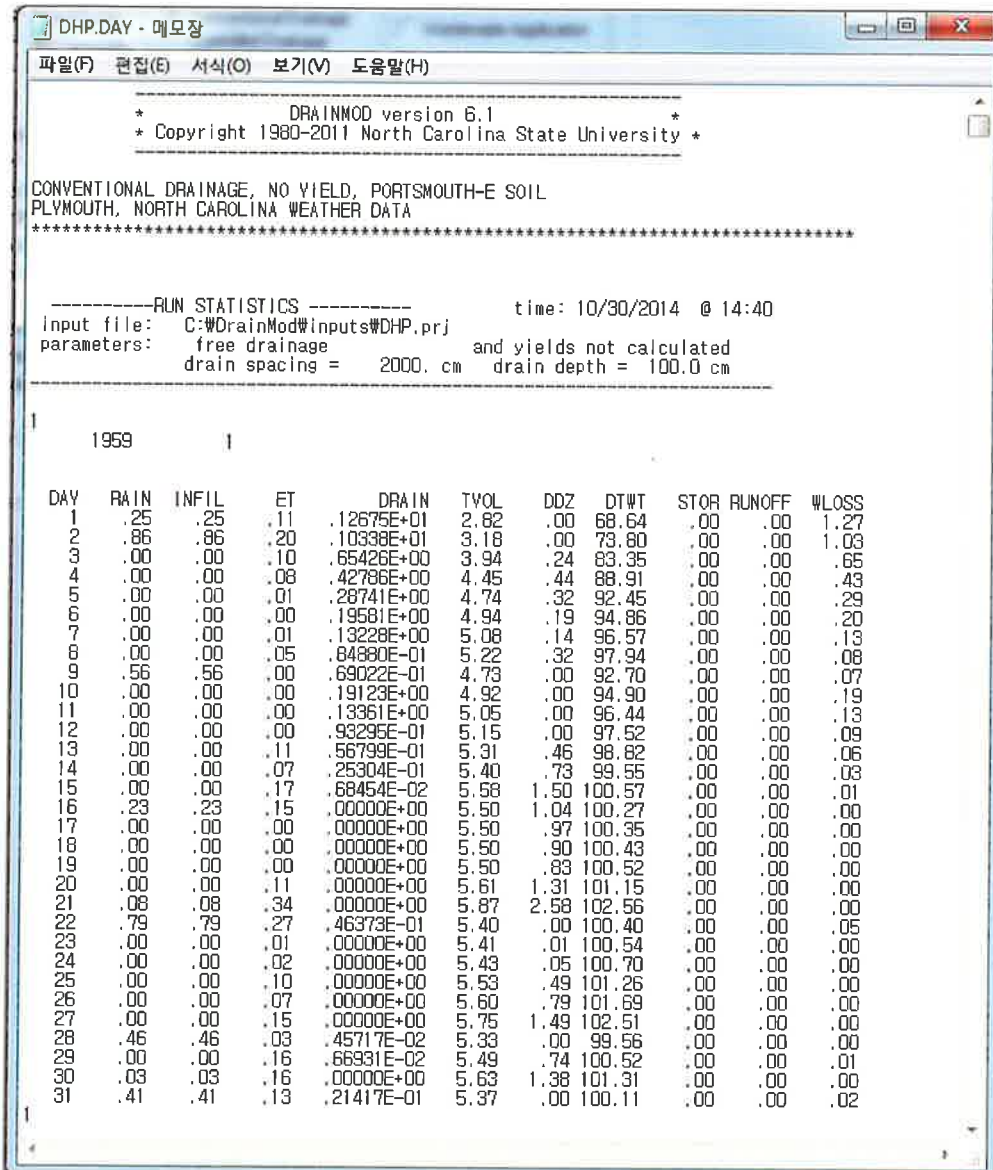 DHP.DAY - 메모장
파일(F) 편집(E) 서식(O) 보기(V) 도움말(H)
----------------------------------------------------
* DRAINMOD version 6.1 *
* Copyright 1980-2011 North Carolina State University *
----------------------------------------------------
CONVENTIONAL DRAINAGE, NO YIELD, PORTSMOUTH-E SOIL
PLYMOUTH, NORTH CAROLINA WEATHER DATA
********************************************************************************
----------RUN STATISTICS ---------- time: 10/30/2014 @ 14:40
input file: C:₩DrainMod₩inputs₩DHP.prj
parameters: free drainage and yields not calculated
drain spacing = 2000. cm drain depth = 100.0 cm
------------------------------------------------------------------------
1
1959 1
DAY RAIN INFIL ET DRAIN TVOL DDZ DTWT STOR RUNOFF WLOSS
1 .25 .25 .11 .12675E+01 2.82 .00 68.64 .00 .00 1.27
2 .86 .86 .20 .10338E+01 3.18 .00 73.80 .00 .00 1.03
3 .00 .00 .10 .65426E+00 3.94 .24 83.35 .00 .00 .65
4 .00 .00 .08 .42786E+00 4.45 .44 88.91 .00 .00 .43
5 .00 .00 .01 .28741E+00 4.74 .32 92.45 .00 .00 .29
6 .00 .00 .00 .19581E+00 4.94 .19 94.86 .00 .00 .20
7 .00 .00 .01 .13228E+00 5.08 .14 96.57 .00 .00 .13
8 .00 .00 .05 .84880E-01 5.22 .32 97.94 .00 .00 .08
9 .56 .56 .00 .69022E-01 4.73 .00 92.70 .00 .00 .07
10 .00 .00 .00 .19123E+00 4.92 .00 94.90 .00 .00 .19
11 .00 .00 .00 .13361E+00 5.05 .00 96.44 .00 .00 .13
12 .00 .00 .00 .93295E-01 5.15 .00 97.52 .00 .00 .09
13 .00 .00 .11 .56799E-01 5.31 .46 98.82 .00 .00 .06
14 .00 .00 .07 .25304E-01 5.40 .73 99.55 .00 .00 .03
15 .00 .00 .17 .68454E-02 5.58 1.50 100.57 .00 .00 .01
16 .23 .23 .15 .00000E+00 5.50 1.04 100.27 .00 .00 .00
17 .00 .00 .00 .00000E+00 5.50 .97 100.35 .00 .00 .00
18 .00 .00 .00 .00000E+00 5.50 .90 100.43 .00 .00 .00
19 .00 .00 .00 .00000E+00 5.50 .83 100.52 .00 .00 .00
20 .00 .00 .11 .00000E+00 5.61 1.31 101.15 .00 .00 .00
21 .08 .08 .34 .00000E+00 5.87 2.58 102.56 .00 .00 .00
22 .79 .79 .27 .46373E-01 5.40 .00 100.40 .00 .00 .05
23 .00 .00 .01 .00000E+00 5.41 .01 100.54 .00 .00 .00
24 .00 .00 .02 .00000E+00 5.43 .05 100.70 .00 .00 .00
25 .00 .00 .10 .00000E+00 5.53 .49 101.26 .00 .00 .00
26 .00 .00 .07 .00000E+00 5.60 .79 101.69 .00 .00 .00
27 .00 .00 .15 .00000E+00 5.75 1.49 102.51 .00 .00 .00
28 .46 .46 .03 .45717E-02 5.33 .00 99.56 .00 .00 .00
29 .00 .00 .16 .66931E-02 5.49 .74 100.52 .00 .00 .01
30 .03 .03 .16 .00000E+00 5.63 1.38 101.31 .00 .00 .00
31 .41 .41 .13 .21417E-01 5.37 .00 100.11 .00 .00 .02
1